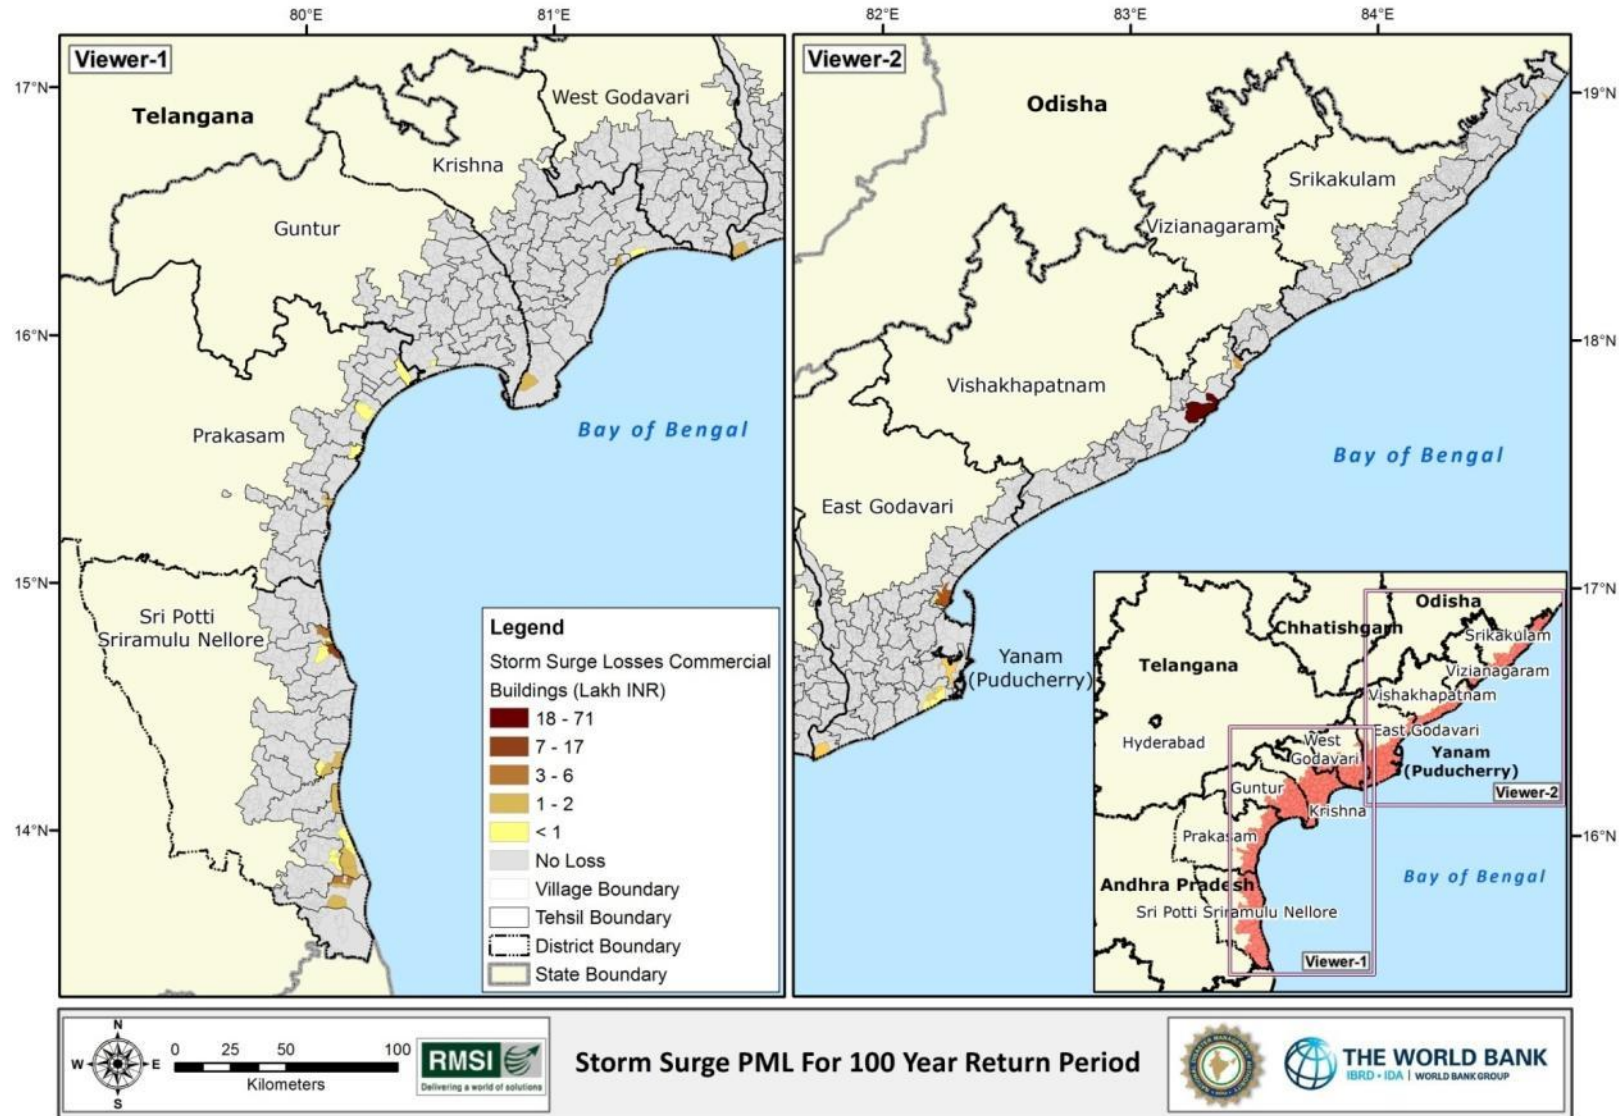 80°E
81°E
82°E
83°E
84°E
Viewer-1
17°N
Telangana
West Godavari
Krishna
Guntur
16°N
Prakasam
Bay of Bengal
15°N
Sri Potti
Sriramulu Nellore
14°N
Legend
Storm Surge Losses Commercial
Buildings (Lakh INR)
18 - 71
7 - 17
3 - 6
1 - 2
< 1
No Loss
Village Boundary
Tehsil Boundary
District Boundary
State Boundary
Viewer-2
Odisha
19°N
Srikakulam
Vizianagaram
18°N
Vishakhapatnam
Bay of Bengal
East Godavari
17°N
Yanam
(Puducherry)
16°N
Odisha
Chhatishgarh
Srikakulam
Telangana
Vizianagaram
Vishakhapatnam
East Godavari
Hyderabad
West
Godavari
Yanam
(Puducherry)
Guntur
Viewer-2
Krishna
Prakasam
Bay of Bengal
Andhra Pradesh
Sri Potti Sriramulu Nellore
Viewer-1
N
W
E
S
0 25 50 100
Kilometers
RMSI
Delivering a world of solutions
Storm Surge PML For 100 Year Return Period
THE WORLD BANK
IBRD • IDA | WORLD BANK GROUP